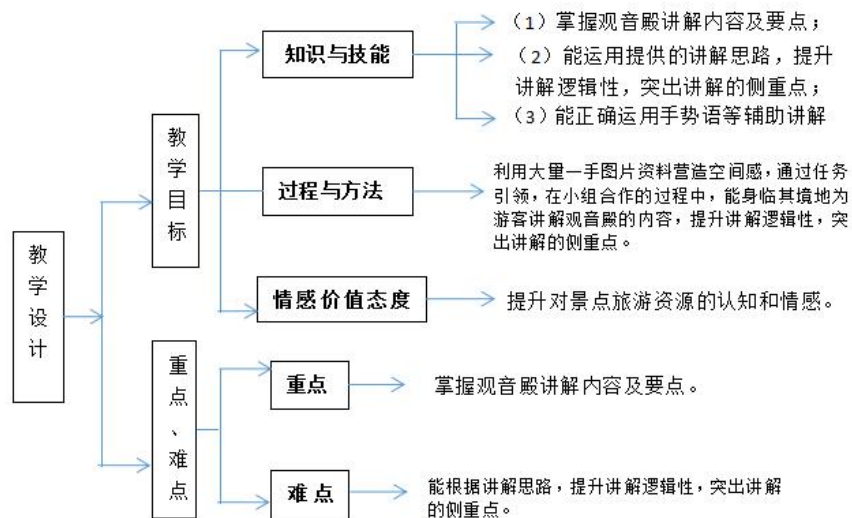 教学设计
教学目标
知识与技能
（1）掌握观音殿讲解内容及要点；
（2）能运用提供的讲解思路，提升
讲解逻辑性，突出讲解的侧重点；
（3）能正确运用手势语等辅助讲解
过程与方法
利用大量一手图片资料营造空间感，通过任务
引领，在小组合作的过程中，能身临其境地为
游客讲解观音殿的内容，提升讲解逻辑性，突
出讲解的侧重点。
情感价值态度
提升对景点旅游资源的认知和情感。
重点、难点
重点
掌握观音殿讲解内容及要点。
难点
能根据讲解思路，提升讲解逻辑性，突出讲解
的侧重点。